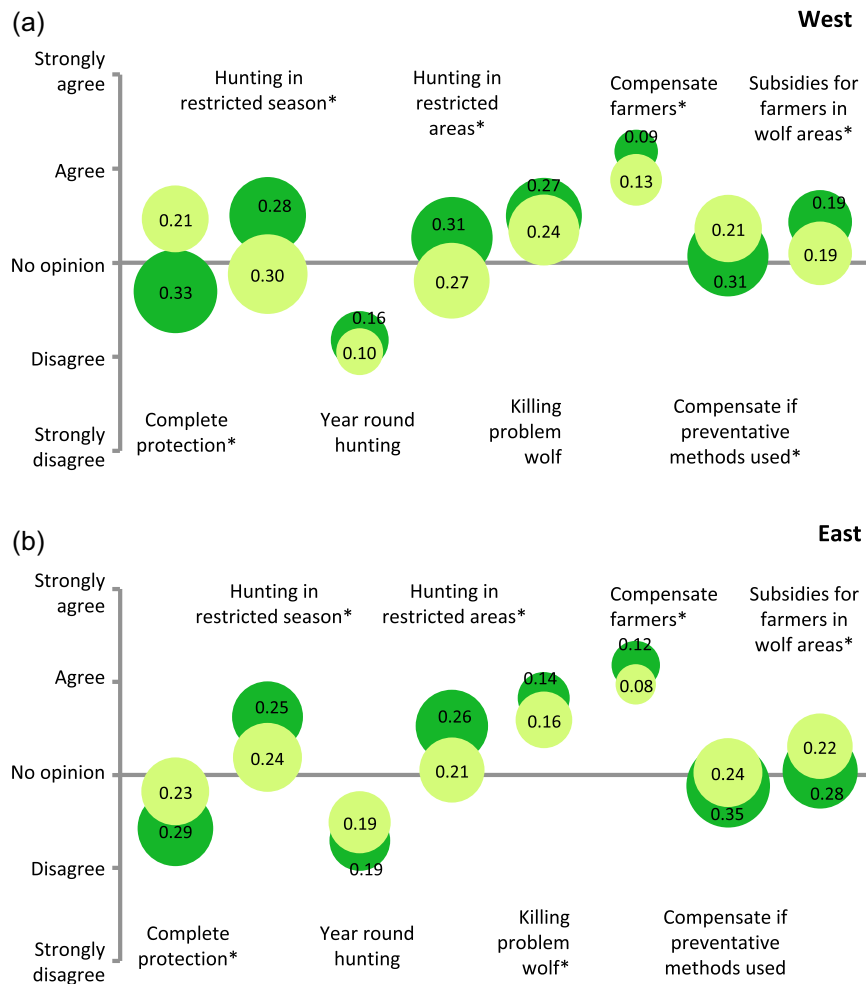 (a)
West
Strongly
agree
Agree
No opinion
Disagree
Strongly
disagree
Hunting in
restricted season*
Hunting in
restricted
areas*
Compensate
farmers*
Subsidies for
farmers in
wolf areas*
0.21
0.33
0.28
0.30
0.16
0.10
0.31
0.27
0.27
0.24
0.09
0.13
0.21
0.31
0.19
0.19
Complete
protection*
Year round
hunting
Killing
problem
wolf
Compensate if
preventative
methods used*
(b)
East
Strongly
agree
Agree
No opinion
Disagree
Strongly
disagree
Hunting in
restricted season*
Hunting in
restricted areas*
Compensate
farmers*
Subsidies for
farmers in
wolf areas*
0.23
0.29
0.25
0.24
0.19
0.19
0.26
0.21
0.14
0.16
0.12
0.08
0.24
0.35
0.22
0.28
Complete
protection*
Year round
hunting
Killing
problem
wolf*
Compensate if
preventative
methods used